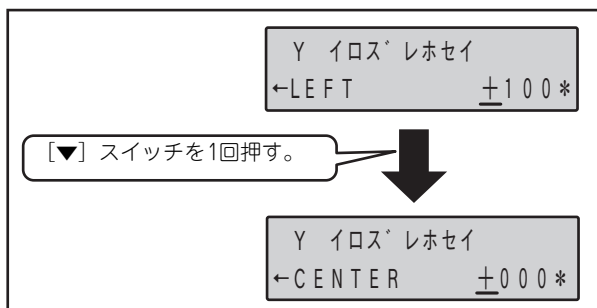 Y イロズレホセイ
←LEFT +100*
[▼] スイッチを1回押す。
Y イロズレホセイ
←CENTER +000*